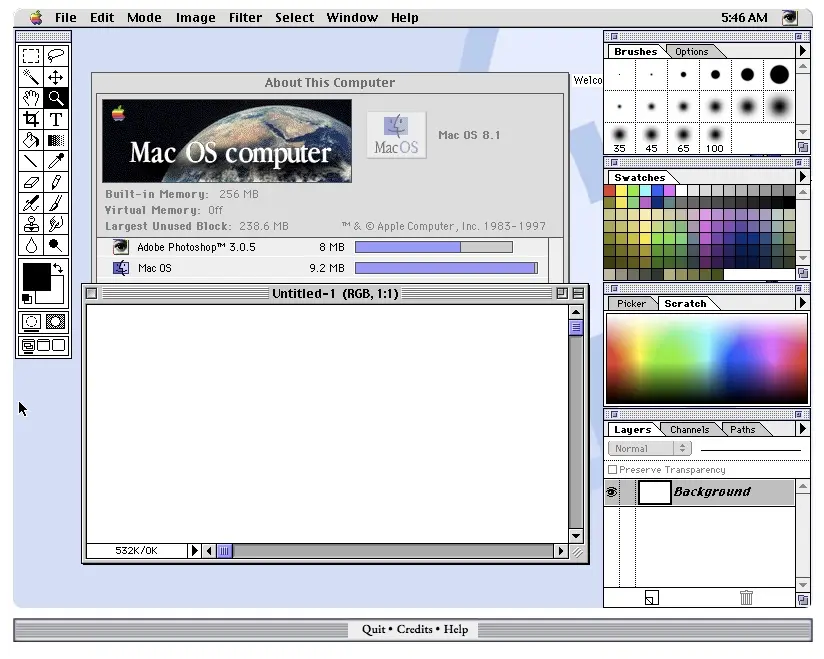 File Edit Mode Image Filter Select Window Help 5:46 AM
About This Computer
Welco
Mac OS computer
MacOS
Mac OS 8.1
Built-in Memory: 256 MB
Virtual Memory: Off
Largest Unused Block: 238.6 MB ™ & © Apple Computer, Inc. 1983-1997
Adobe Photoshop™ 3.0.5 8 MB
Mac OS 9.2 MB
Untitled-1 (RGB, 1:1)
532K/0K
T
Brushes Options
35 45 65 100
Swatches
Picker Scratch
Layers Channels Paths
Normal
Preserve Transparency
Background
Quit • Credits • Help